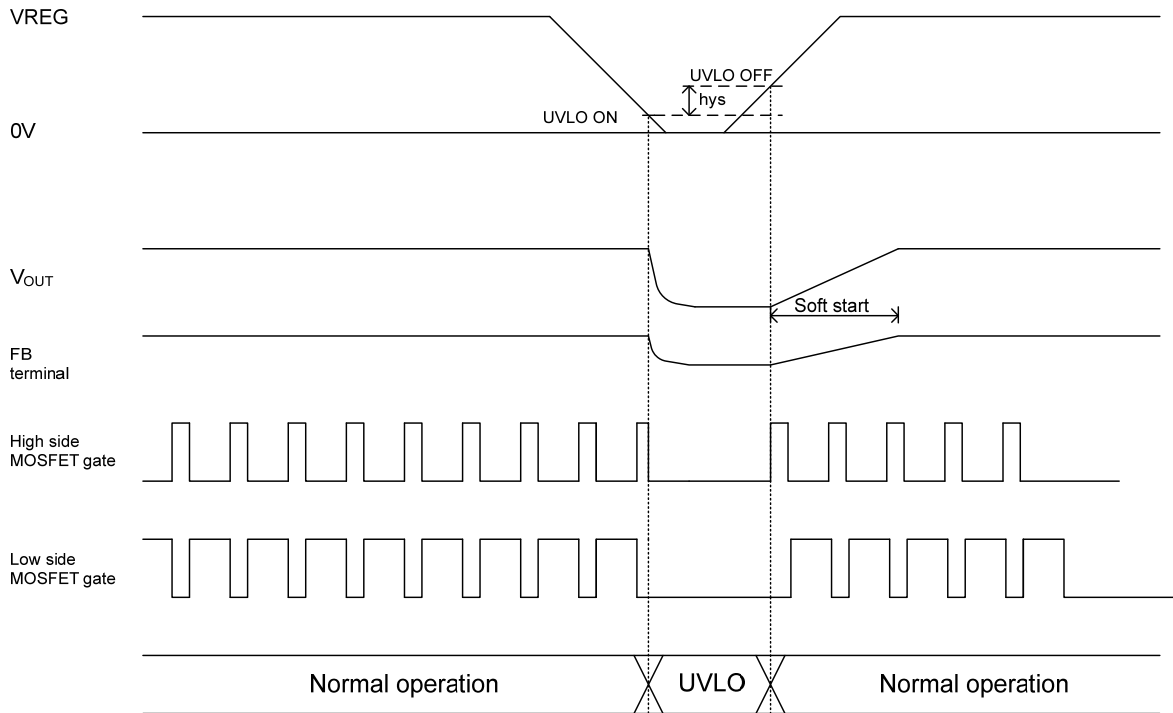 VREG
UVLO OFF
hys
UVLO ON
0V
VOUT
Soft start
FB
terminal
High side
MOSFET gate
Low side
MOSFET gate
Normal operation
UVLO
Normal operation